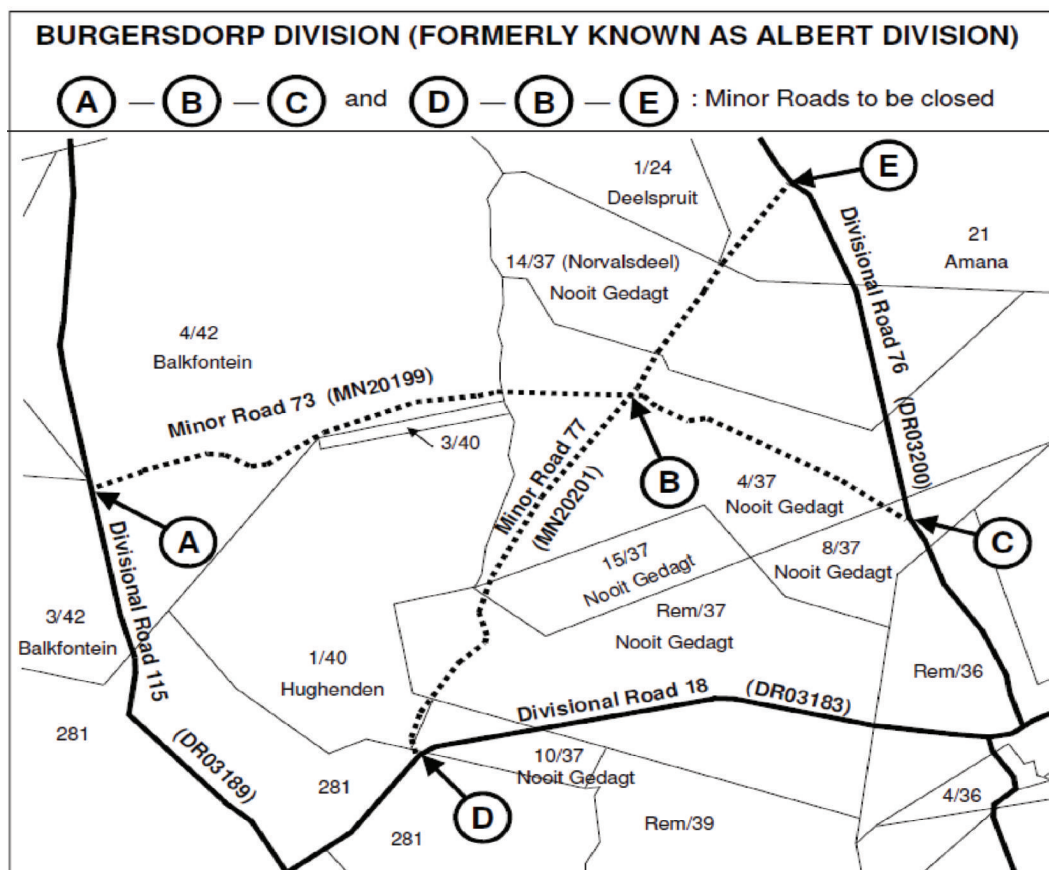 BURGERSDORP DIVISION (FORMERLY KNOWN AS ALBERT DIVISION)
A — B — C and D — B — E : Minor Roads to be closed
E
1/24
Deelspruit
21
Amana
14/37 (Norvalsdeel)
Nooit Gedagt
Divisional Road 76
(DR03200)
4/42
Balkfontein
Minor Road 73 (MN20199)
3/40
Minor Road 77
(MN20201)
B
4/37
Nooit Gedagt
A
C
15/37
Nooit Gedagt
8/37
Nooit Gedagt
Rem/37
Nooit Gedagt
Divisional Road 115
(DR03189)
3/42
Balkfontein
1/40
Hughenden
Rem/36
Divisional Road 18 (DR03183)
281
281
10/37
Nooit Gedagt
D
281
Rem/39
4/36